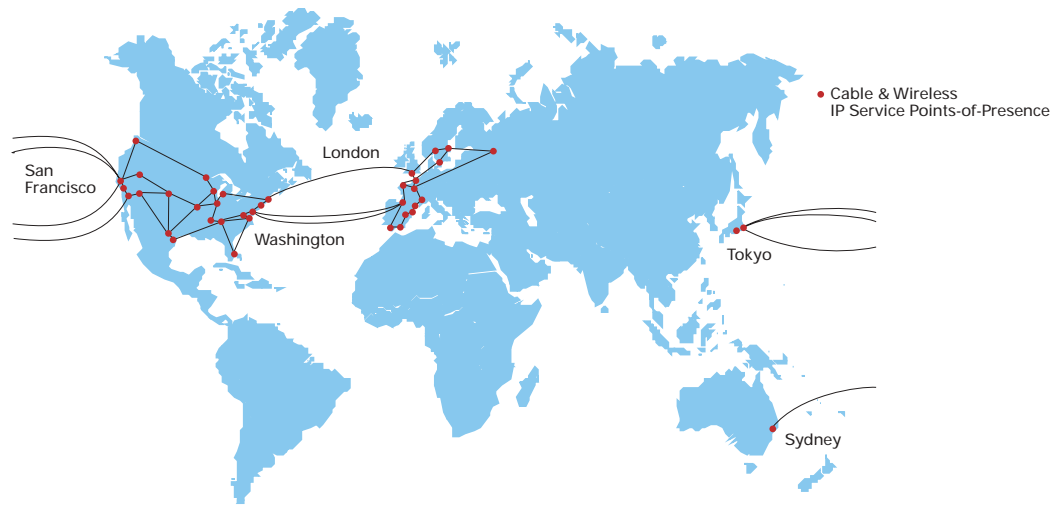 Cable & Wireless
IP Service Points-of-Presence
London
San
Francisco
Washington
Tokyo
Sydney